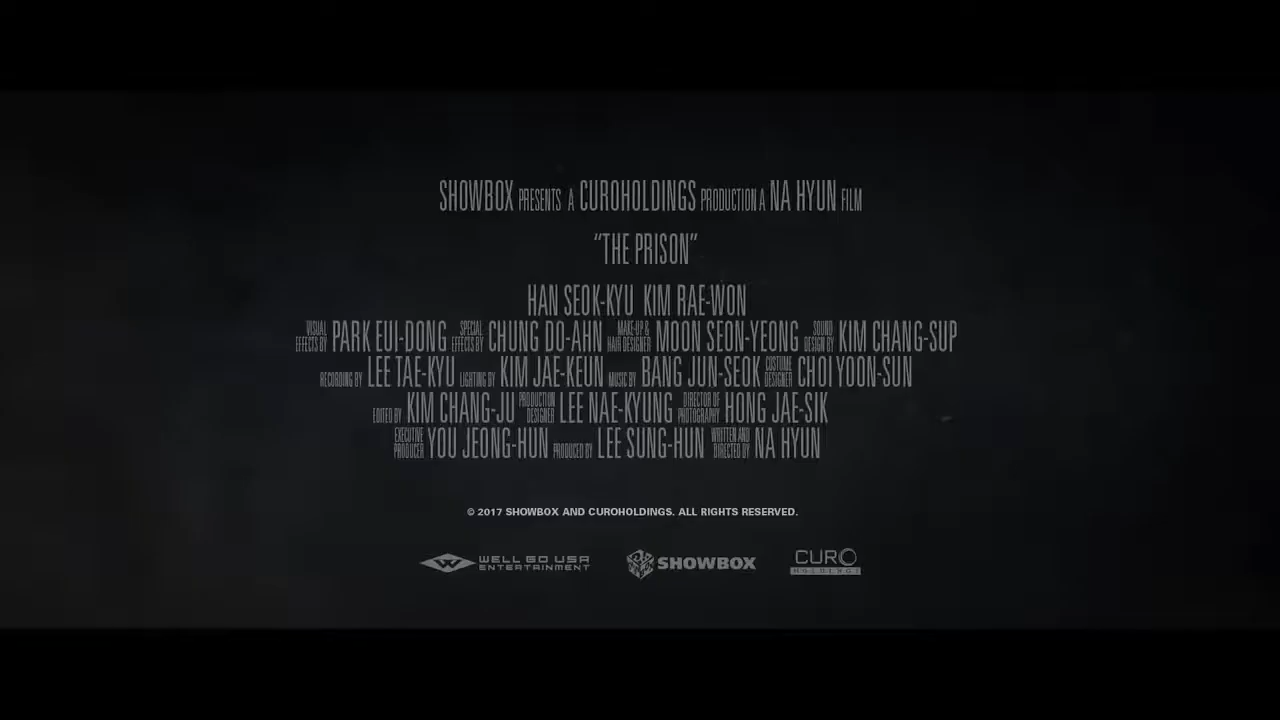 SHOWBOX PRESENTS A CUROHOLDINGS PRODUCTION A NA HYUN FILM
"THE PRISON"
HAN SEOK-KYU KIM RAE-WON
VISUAL EFFECTS BY PARK EUI-DONG SPECIAL EFFECTS BY CHUNG DO-AHN MAKE-UP & HAIR DESIGNER MOON SEON-YEONG SOUND DESIGN BY KIM CHANG-SUP
RECORDING BY LEE TAE-KYU LIGHTING BY KIM JAE-KEUN MUSIC BY BANG JUN-SEOK COSTUME DESIGNER CHOI YOON-SUN
EDITED BY KIM CHANG-JU PRODUCTION DESIGNER LEE NAE-KYUNG DIRECTOR OF PHOTOGRAPHY HONG JAE-SIK
EXECUTIVE PRODUCER YOU JEONG-HUN PRODUCED BY LEE SUNG-HUN WRITTEN AND DIRECTED BY NA HYUN
© 2017 SHOWBOX AND CUROHOLDINGS. ALL RIGHTS RESERVED.
WELL GO USA ENTERTAINMENT SHOWBOX CURO HOLDINGS